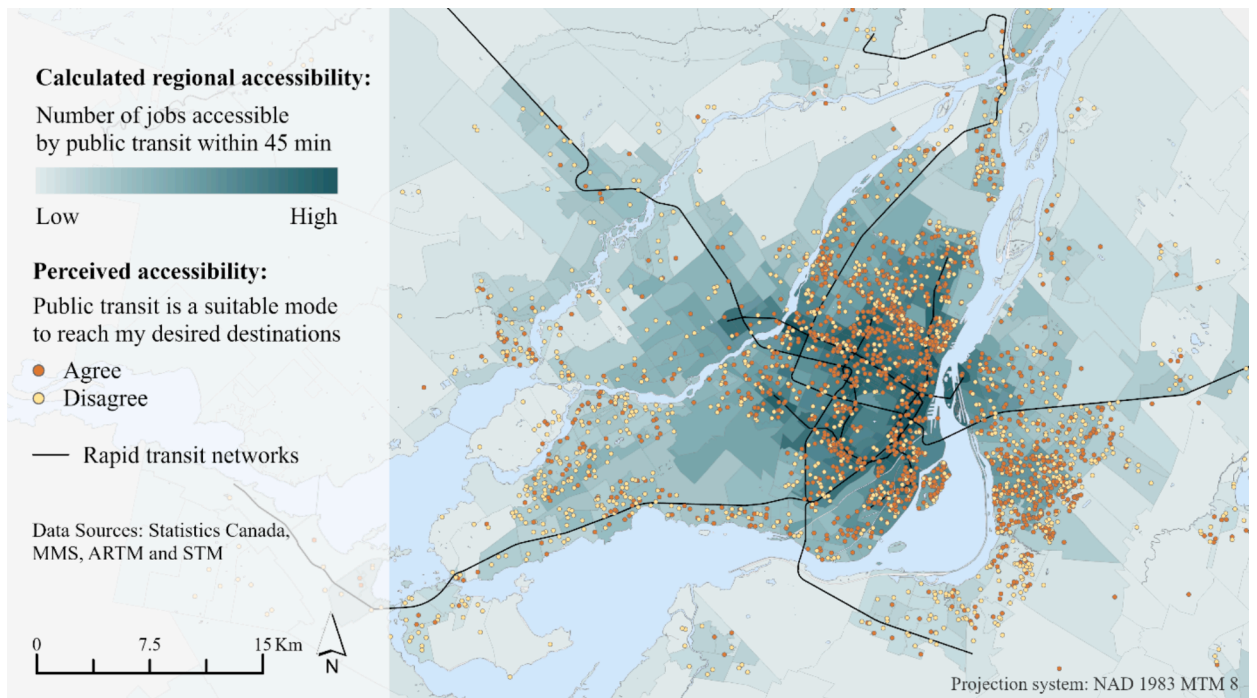 Calculated regional accessibility:
Number of jobs accessible
by public transit within 45 min
Low High
Perceived accessibility:
Public transit is a suitable mode
to reach my desired destinations
Agree
Disagree
Rapid transit networks
Data Sources: Statistics Canada,
MMS, ARTM and STM
0 7.5 15 Km
N
Projection system: NAD 1983 MTM 8